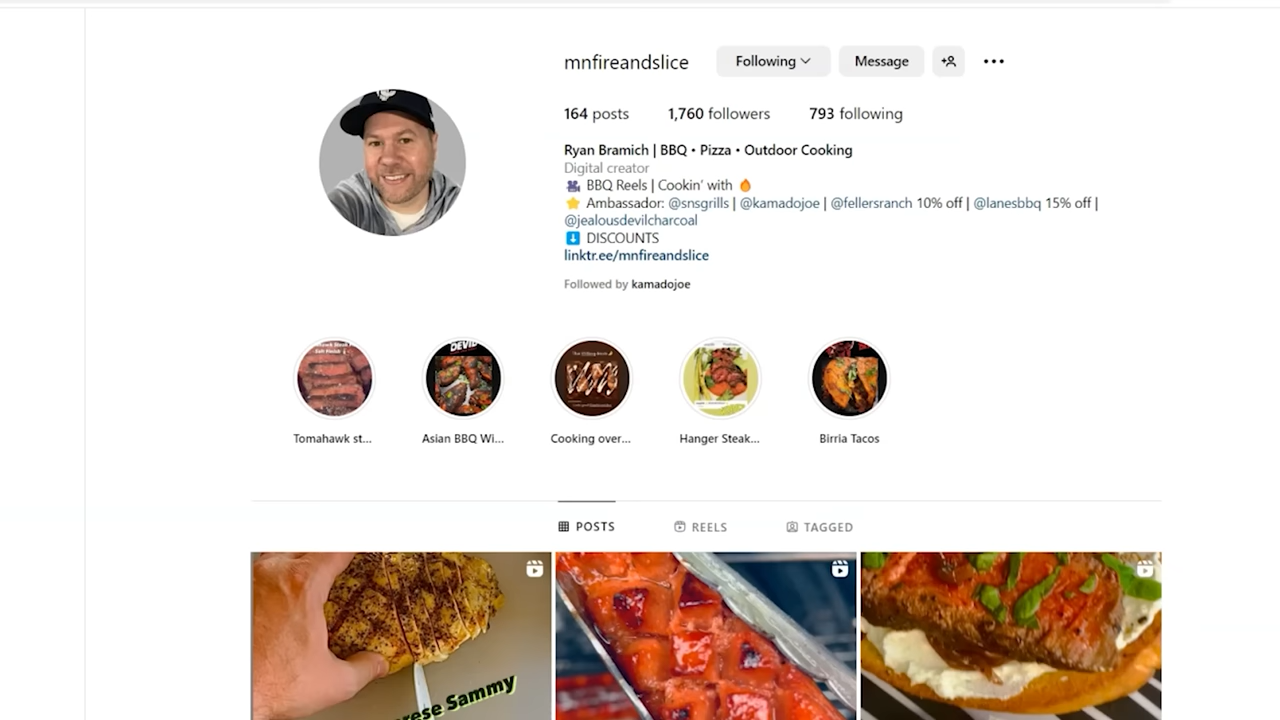 mnfireandslice Following Message
164 posts 1,760 followers 793 following
Ryan Bramich | BBQ • Pizza • Outdoor Cooking
Digital creator
BBQ Reels | Cookin' with 🔥
⭐ Ambassador: @snsgrills | @kamadojoe | @fellersranch 10% off | @lanesbbq 15% off |
@jealousdevilcharcoal
⬇️ DISCOUNTS
linktr.ee/mnfireandslice
Followed by kamadojoe
Tomahawk st... Asian BBQ Wi... Cooking over... Hanger Steak... Birria Tacos
POSTS REELS TAGGED
Sammy